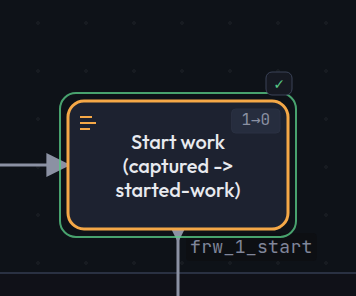 ✓
1→0
Start work
(captured ->
started-work)
frw_1_start